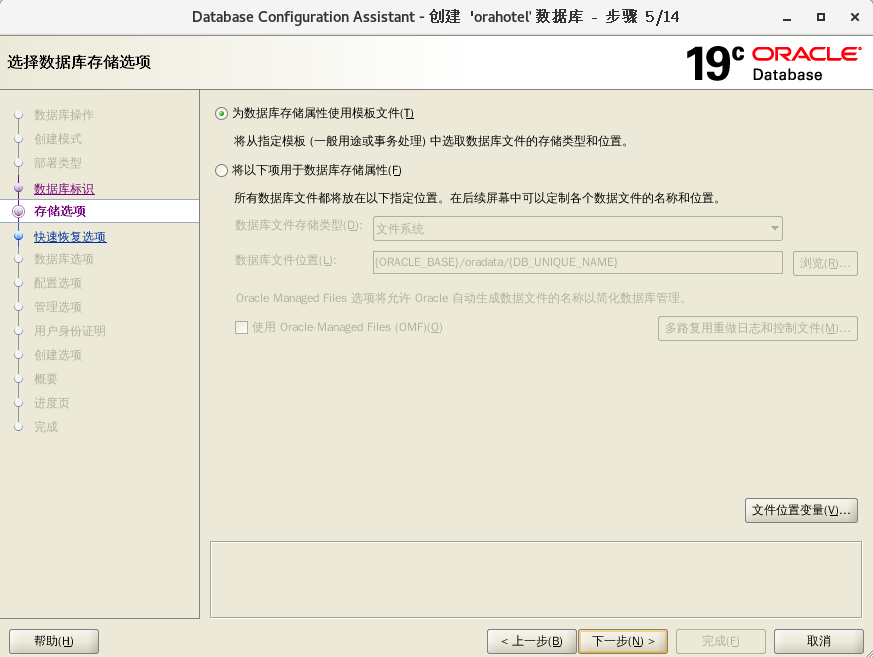 Database Configuration Assistant - 创建 'orahotel' 数据库 - 步骤 5/14
选择数据库存储选项
19c ORACLE
Database
数据库操作
创建模式
部署类型
数据库标识
存储选项
快速恢复选项
数据库选项
配置选项
管理选项
用户身份证明
创建选项
概要
进度页
完成
为数据库存储属性使用模板文件(T)
将从指定模板 (一般用途或事务处理) 中选取数据库文件的存储类型和位置。
将以下项用于数据库存储属性(F)
所有数据库文件都将放在以下指定位置。在后续屏幕中可以定制各个数据文件的名称和位置。
数据库文件存储类型(D): 文件系统
数据库文件位置(L): {ORACLE_BASE}/oradata/{DB_UNIQUE_NAME} 浏览(R)...
Oracle Managed Files 选项将允许 Oracle 自动生成数据文件的名称以简化数据库管理。
使用 Oracle-Managed Files (OMF)(O) 多路复用重做日志和控制文件(M)...
文件位置变量(V)...
帮助(H) < 上一步(B) 下一步(N) > 完成(F) 取消